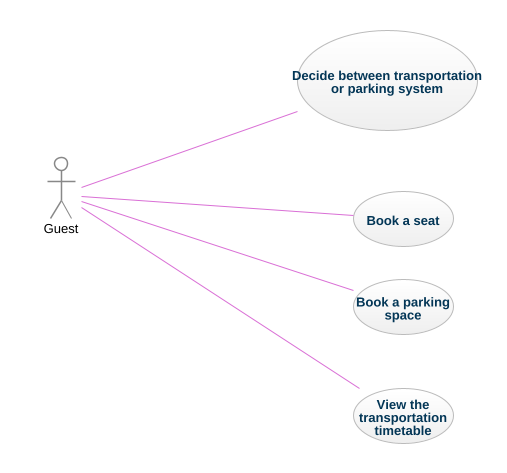 Decide between transportation
or parking system
Guest
Book a seat
Book a parking
space
View the
transportation
timetable